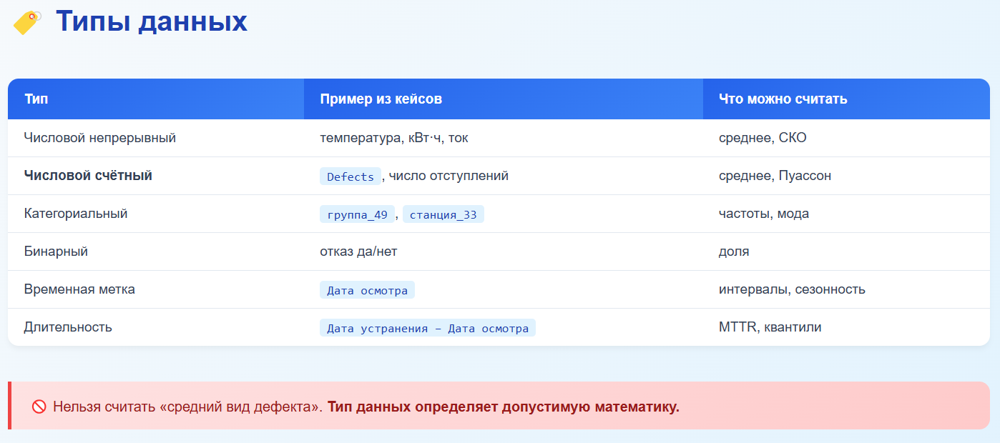 Типы данных
Тип Пример из кейсов Что можно считать
Числовой непрерывный температура, кВт·ч, ток среднее, СКО
Числовой счётный Defects, число отступлений среднее, Пуассон
Категориальный группа_49, станция_33 частоты, мода
Бинарный отказ да/нет доля
Временная метка Дата осмотра интервалы, сезонность
Длительность Дата устранения − Дата осмотра MTTR, квантили
Нельзя считать «средний вид дефекта». Тип данных определяет допустимую математику.